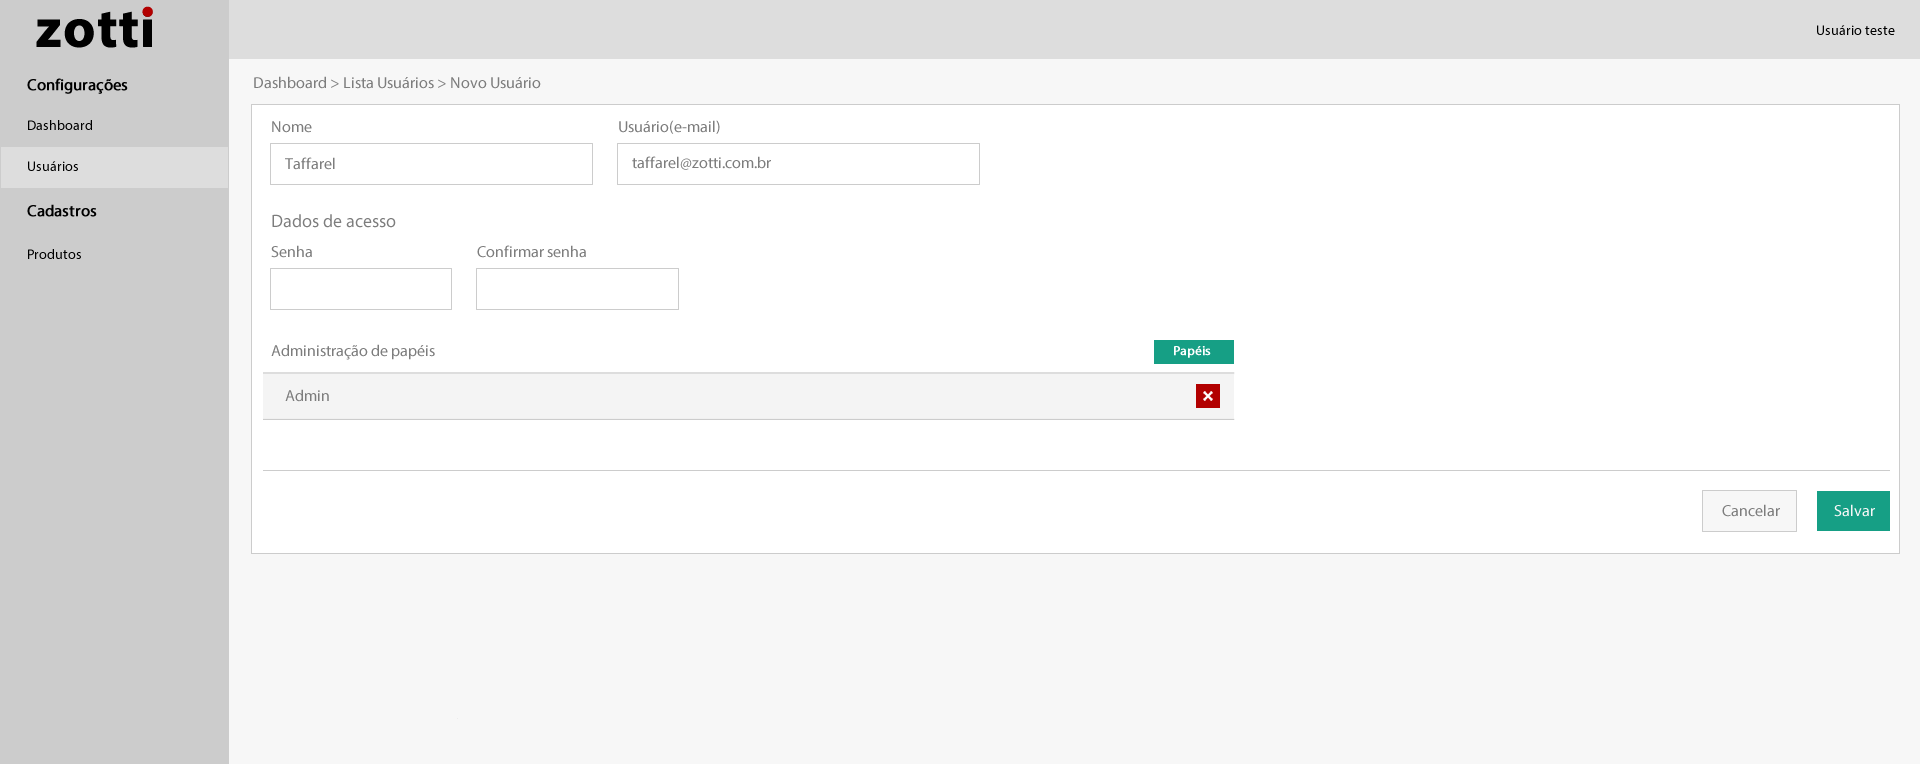 zotti
Usuário teste
Configurações
Dashboard
Usuários
Cadastros
Produtos
Dashboard > Lista Usuários > Novo Usuário
Nome
Usuário(e-mail)
Taffarel
taffarel@zotti.com.br
Dados de acesso
Senha
Confirmar senha
Administração de papéis
Papéis
Admin
Cancelar
Salvar